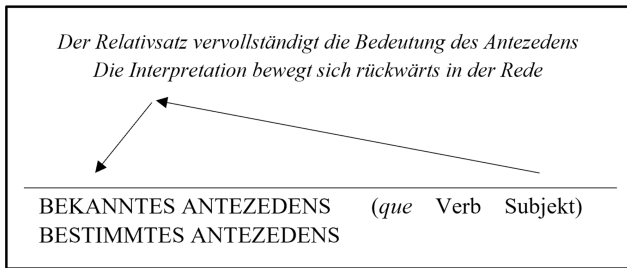 Der Relativsatz vervollständigt die Bedeutung des Antezedens
Die Interpretation bewegt sich rückwärts in der Rede
BEKANNTES ANTEZEDENS (que Verb Subjekt)
BESTIMMTES ANTEZEDENS